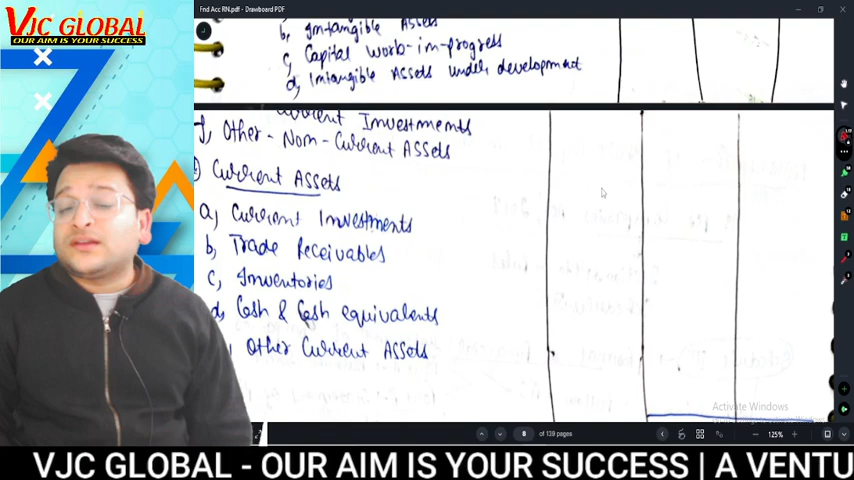 VJC GLOBAL
OUR AIM IS YOUR SUCCESS
Fnd Acc RN.pdf - Drawboard PDF
b, Intangible Assets
c, Capital work-in-progress
d, Intangible Assets under development
Current Investments
Other - Non-Current Assets
Current Assets
a, Current Investments
b, Trade Receivables
c, Inventories
d, Cash & Cash equivalents
Other Current Assets
Activate Windows
8 of 139 pages
125%
VJC GLOBAL - OUR AIM IS YOUR SUCCESS | A VENTU